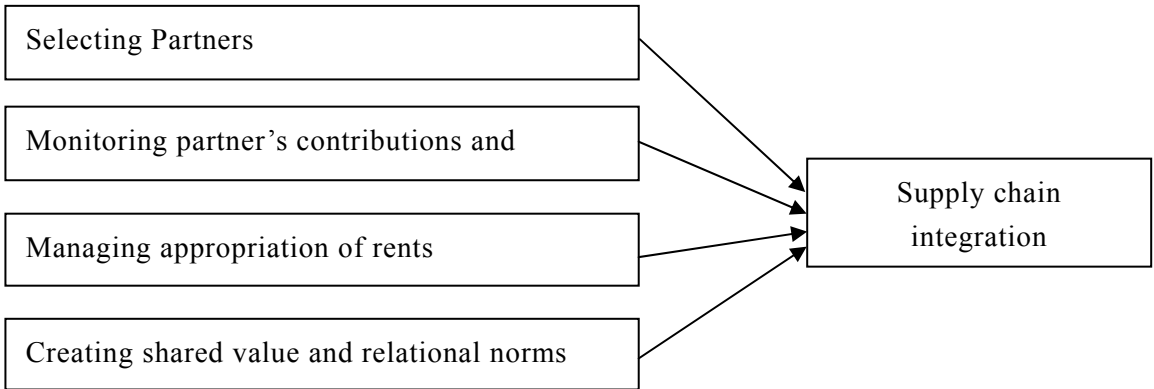 Selecting Partners
Monitoring partner’s contributions and
Managing appropriation of rents
Creating shared value and relational norms
Supply chain
integration